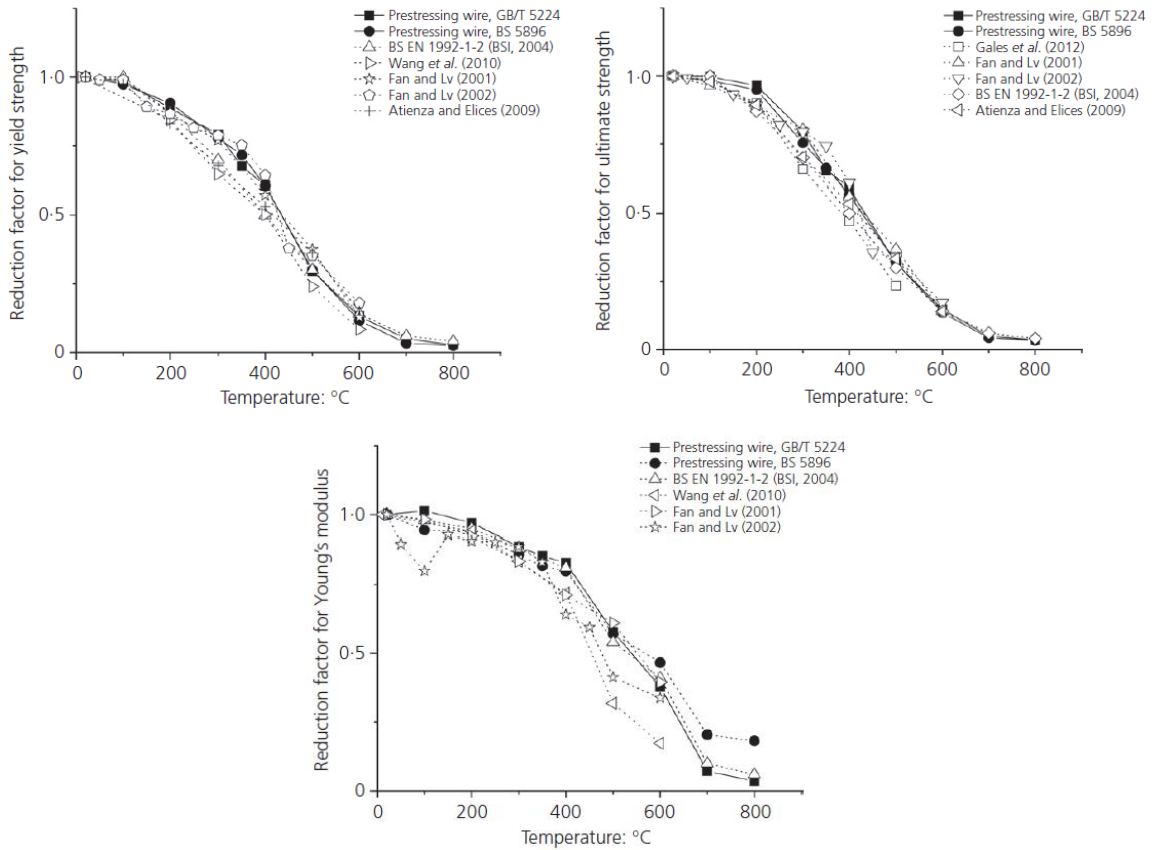 Prestressing wire, GB/T 5224
Prestressing wire, BS 5896
BS EN 1992-1-2 (BSI, 2004)
Wang et al. (2010)
Fan and Lv (2001)
Fan and Lv (2002)
Atienza and Elices (2009)
Reduction factor for yield strength
1·0
0·5
0
0 200 400 600 800
Temperature: °C
Prestressing wire, GB/T 5224
Prestressing wire, BS 5896
Gales et al. (2012)
Fan and Lv (2001)
Fan and Lv (2002)
BS EN 1992-1-2 (BSI, 2004)
Atienza and Elices (2009)
Reduction factor for ultimate strength
1·0
0·5
0
0 200 400 600 800
Temperature: °C
Prestressing wire, GB/T 5224
Prestressing wire, BS 5896
BS EN 1992-1-2 (BSI, 2004)
Wang et al. (2010)
Fan and Lv (2001)
Fan and Lv (2002)
Reduction factor for Young's modulus
1·0
0·5
0
0 200 400 600 800
Temperature: °C